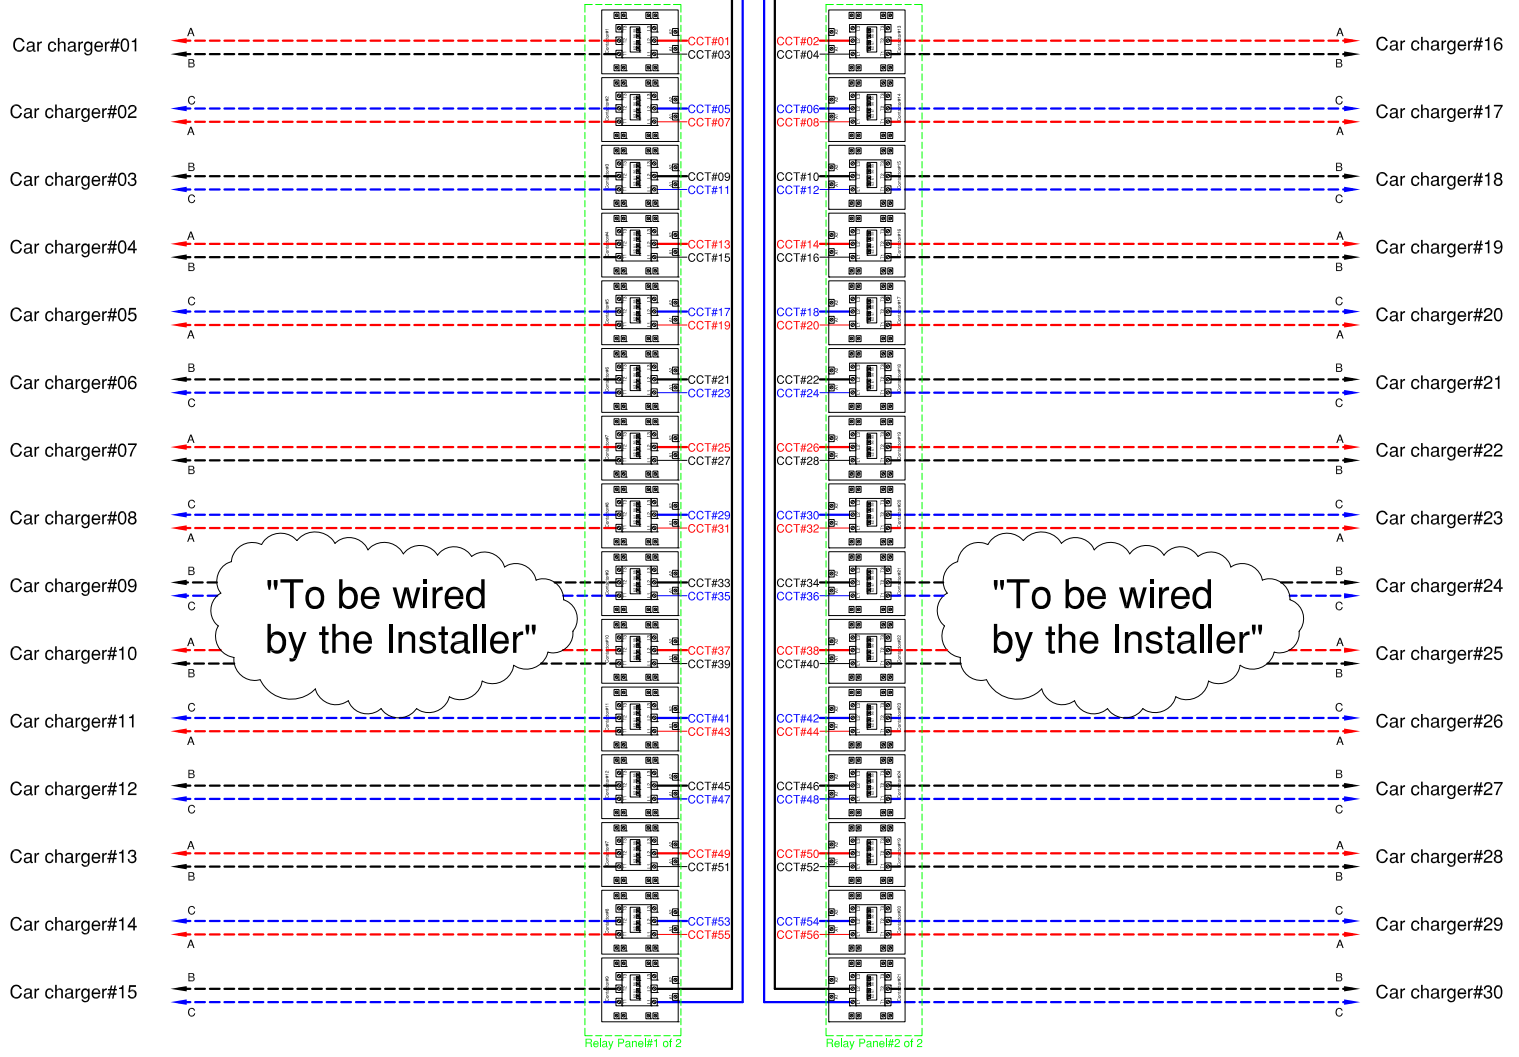 Car charger#01 A CCT#01 CCT#02 A Car charger#16
B CCT#03 CCT#04 B
Car charger#02 C CCT#05 CCT#06 C Car charger#17
A CCT#07 CCT#08 A
Car charger#03 B CCT#09 CCT#10 B Car charger#18
C CCT#11 CCT#12 C
Car charger#04 A CCT#13 CCT#14 A Car charger#19
B CCT#15 CCT#16 B
Car charger#05 C CCT#17 CCT#18 C Car charger#20
A CCT#19 CCT#20 A
Car charger#06 B CCT#21 CCT#22 B Car charger#21
C CCT#23 CCT#24 C
Car charger#07 A CCT#25 CCT#26 A Car charger#22
B CCT#27 CCT#28 B
Car charger#08 C CCT#29 CCT#30 C Car charger#23
A CCT#31 CCT#32 A
Car charger#09 B CCT#33 CCT#34 B Car charger#24
C CCT#35 CCT#36 C
"To be wired
by the Installer"
"To be wired
by the Installer"
Car charger#10 A CCT#37 CCT#38 A Car charger#25
B CCT#39 CCT#40 B
Car charger#11 C CCT#41 CCT#42 C Car charger#26
A CCT#43 CCT#44 A
Car charger#12 B CCT#45 CCT#46 B Car charger#27
C CCT#47 CCT#48 C
Car charger#13 A CCT#49 CCT#50 A Car charger#28
B CCT#51 CCT#52 B
Car charger#14 C CCT#53 CCT#54 C Car charger#29
A CCT#55 CCT#56 A
Car charger#15 B B Car charger#30
C C
Relay Panel#1 of 2 Relay Panel#2 of 2